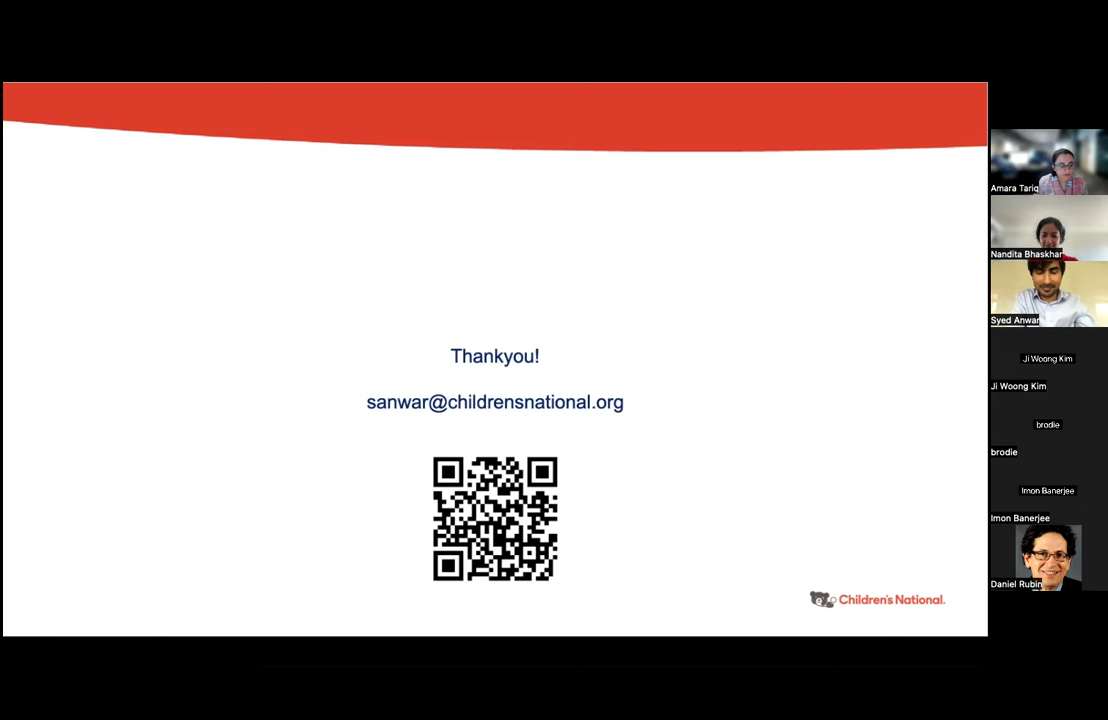 Thankyou!
sanwar@childrensnational.org
Children's National.
Amara Tariq
Nandita Bhaskhar
Syed Anwar
Ji Woong Kim
Ji Woong Kim
brodie
brodie
Imon Banerjee
Imon Banerjee
Daniel Rubin